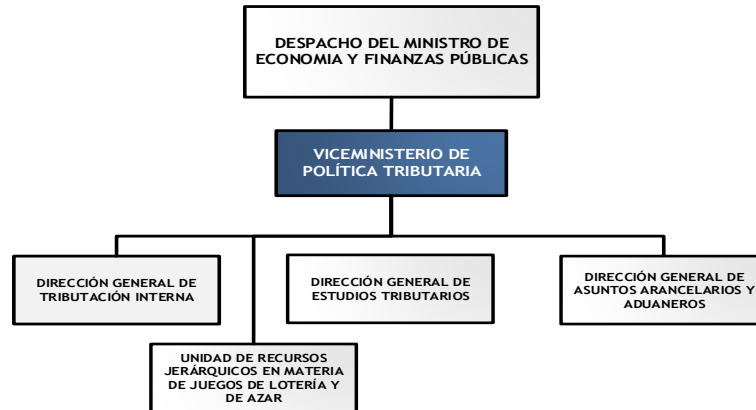 DESPACHO DEL MINISTRO DE
ECONOMIA Y FINANZAS PÚBLICAS
VICEMINISTERIO DE
POLÍTICA TRIBUTARIA
DIRECCIÓN GENERAL DE
TRIBUTACIÓN INTERNA
DIRECCIÓN GENERAL DE
ESTUDIOS TRIBUTARIOS
DIRECCIÓN GENERAL DE
ASUNTOS ARANCELARIOS Y
ADUANEROS
UNIDAD DE RECURSOS
JERÁRQUICOS EN MATERIA
DE JUEGOS DE LOTERÍA Y
DE AZAR